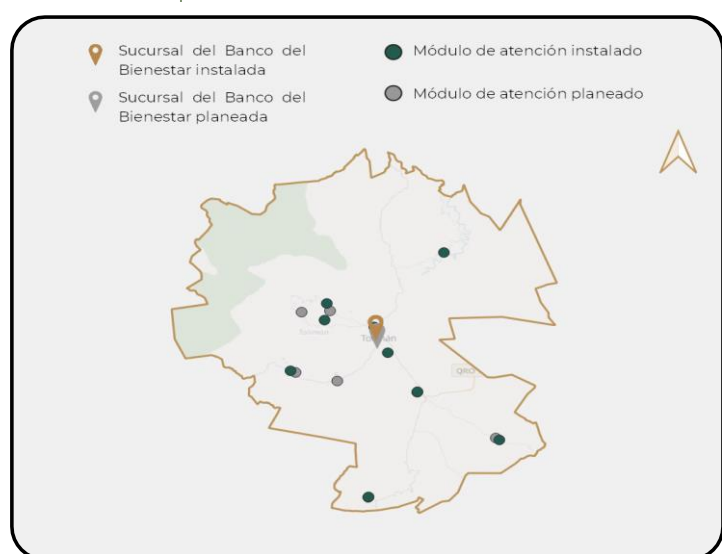 Sucursal del Banco del
Bienestar instalada
Sucursal del Banco del
Bienestar planeada
Módulo de atención instalado
Módulo de atención planeado
QRO